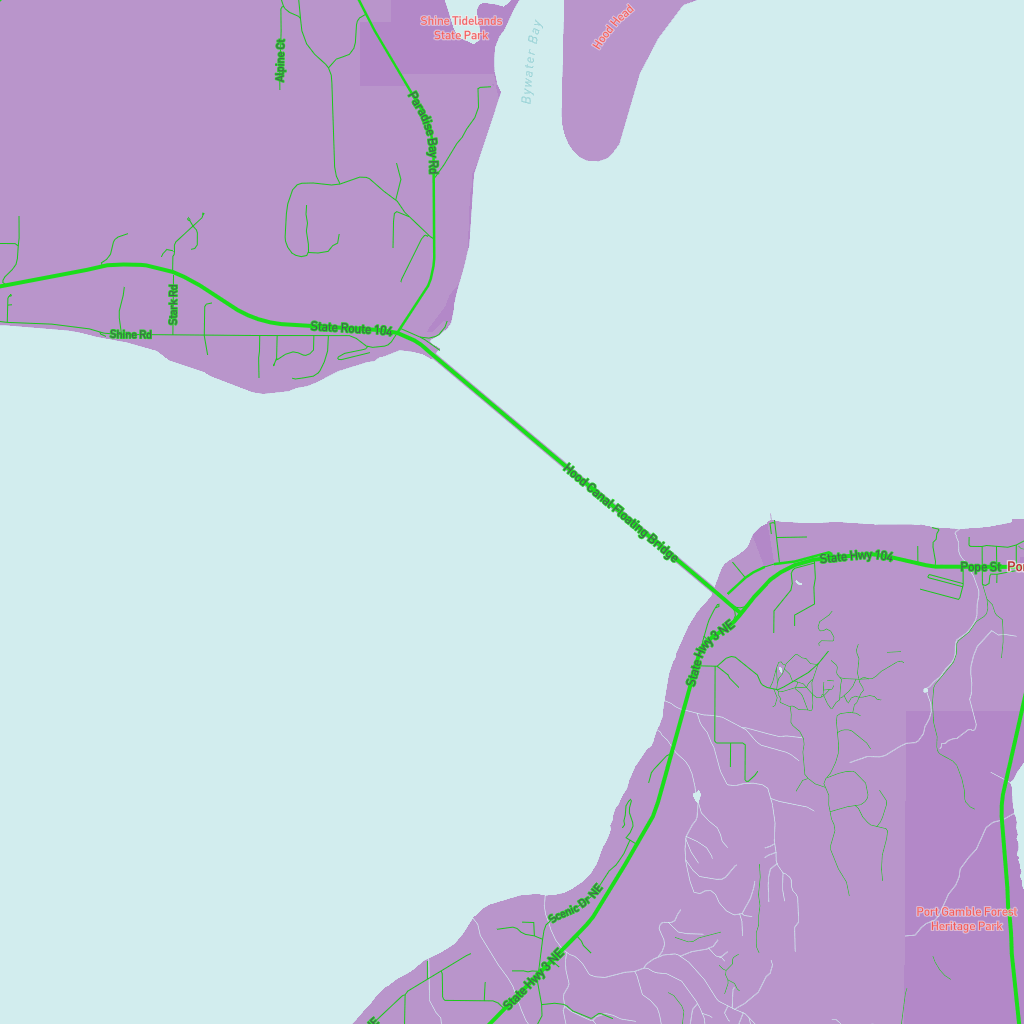 Shine Tidelands
State Park
Hood Head
Bywater Bay
Alpine Ct
Paradise Bay Rd
Stark Rd
State Route 104
Shine Rd
Hood Canal Floating Bridge
State Hwy 104
Pope St
State Hwy 3 NE
Scenic Dr NE
Port Gamble Forest
Heritage Park
State Hwy 3 NE